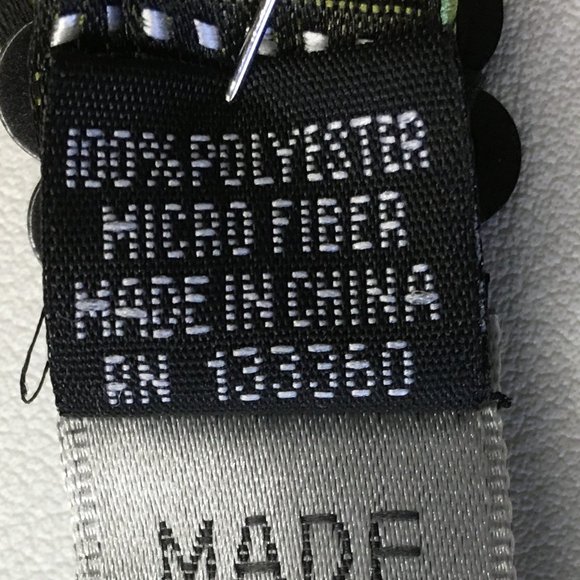 100% POLYESTER
MICRO FIBER
MADE IN CHINA
RN 133360
MADE